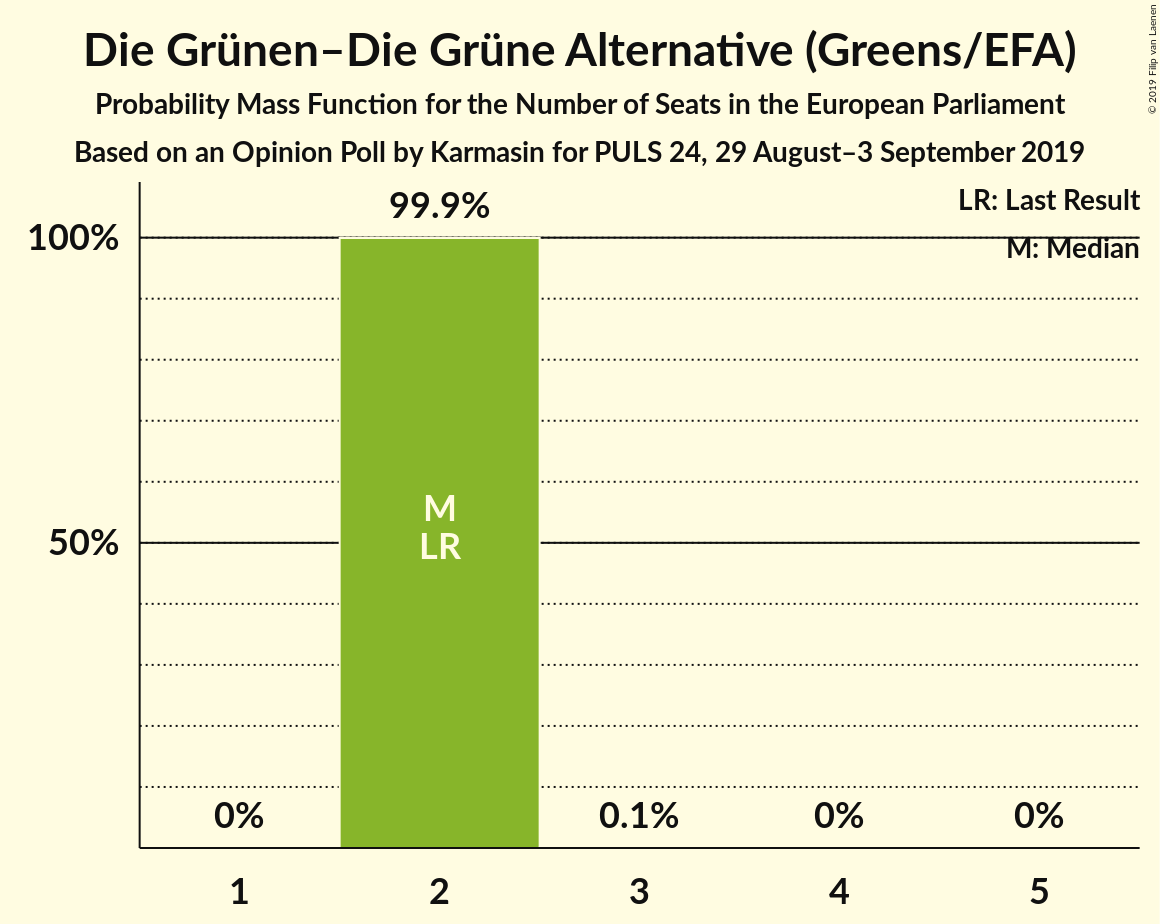 Die Grünen–Die Grüne Alternative (Greens/EFA)
Probability Mass Function for the Number of Seats in the European Parliament
Based on an Opinion Poll by Karmasin for PULS 24, 29 August–3 September 2019
© 2019 Filip van Laenen
LR: Last Result
M: Median
99.9%
100%
50%
M
LR
0%
0.1%
0%
0%
1
2
3
4
5